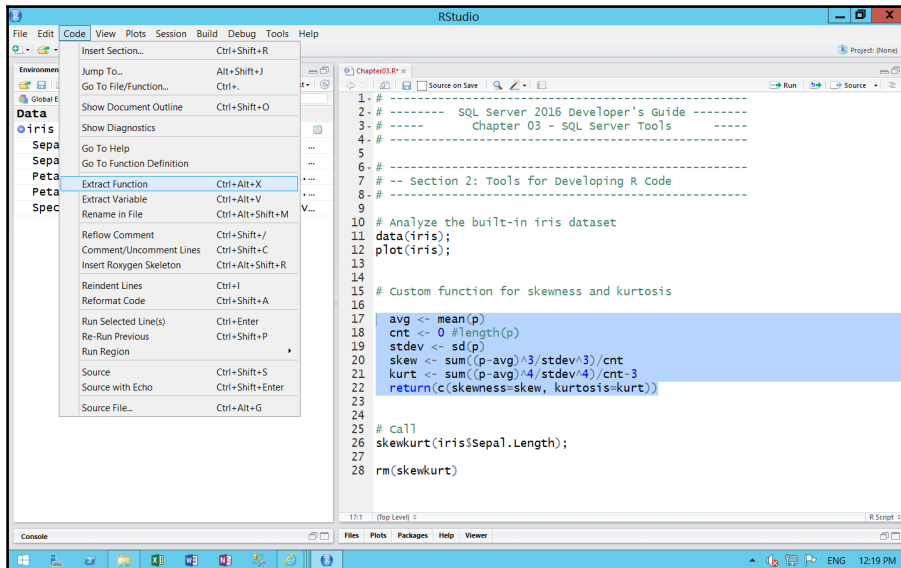 RStudio
File Edit Code View Plots Session Build Debug Tools Help
Project: (None)
Insert Section... Ctrl+Shift+R
Jump To... Alt+Shift+J
Go To File/Function... Ctrl+.
Show Document Outline Ctrl+Shift+O
Show Diagnostics
Go To Help
Go To Function Definition
Extract Function Ctrl+Alt+X
Extract Variable Ctrl+Alt+V
Rename in File Ctrl+Alt+Shift+M
Reflow Comment Ctrl+Shift+/
Comment/Uncomment Lines Ctrl+Shift+C
Insert Roxygen Skeleton Ctrl+Alt+Shift+R
Reindent Lines Ctrl+I
Reformat Code Ctrl+Shift+A
Run Selected Line(s) Ctrl+Enter
Re-Run Previous Ctrl+Shift+P
Run Region
Source Ctrl+Shift+S
Source with Echo Ctrl+Shift+Enter
Source File... Ctrl+Alt+G
Environmen
Global E
Data
iris
Sepa ...
Sepa ...
Peta ...
Peta ...
Spec v...
Console
Chapter03.R*
Source on Save Run Source
1 # --------------------------------------------------
2 # -------- SQL Server 2016 Developer's Guide --------
3 # ----- Chapter 03 - SQL Server Tools -----
4 # --------------------------------------------------
5
6 # --------------------------------------------------
7 # -- Section 2: Tools for Developing R Code
8 # --------------------------------------------------
9
10 # Analyze the built-in iris dataset
11 data(iris);
12 plot(iris);
13
14
15 # Custom function for skewness and kurtosis
16
17 avg <- mean(p)
18 cnt <- 0 #length(p)
19 stdev <- sd(p)
20 skew <- sum((p-avg)^3/stdev^3)/cnt
21 kurt <- sum((p-avg)^4/stdev^4)/cnt-3
22 return(c(skewness=skew, kurtosis=kurt))
23
24
25 # Call
26 skewkurt(iris$Sepal.Length);
27
28 rm(skewkurt)
17:1 (Top Level) R Script
Files Plots Packages Help Viewer
ENG 12:19 PM